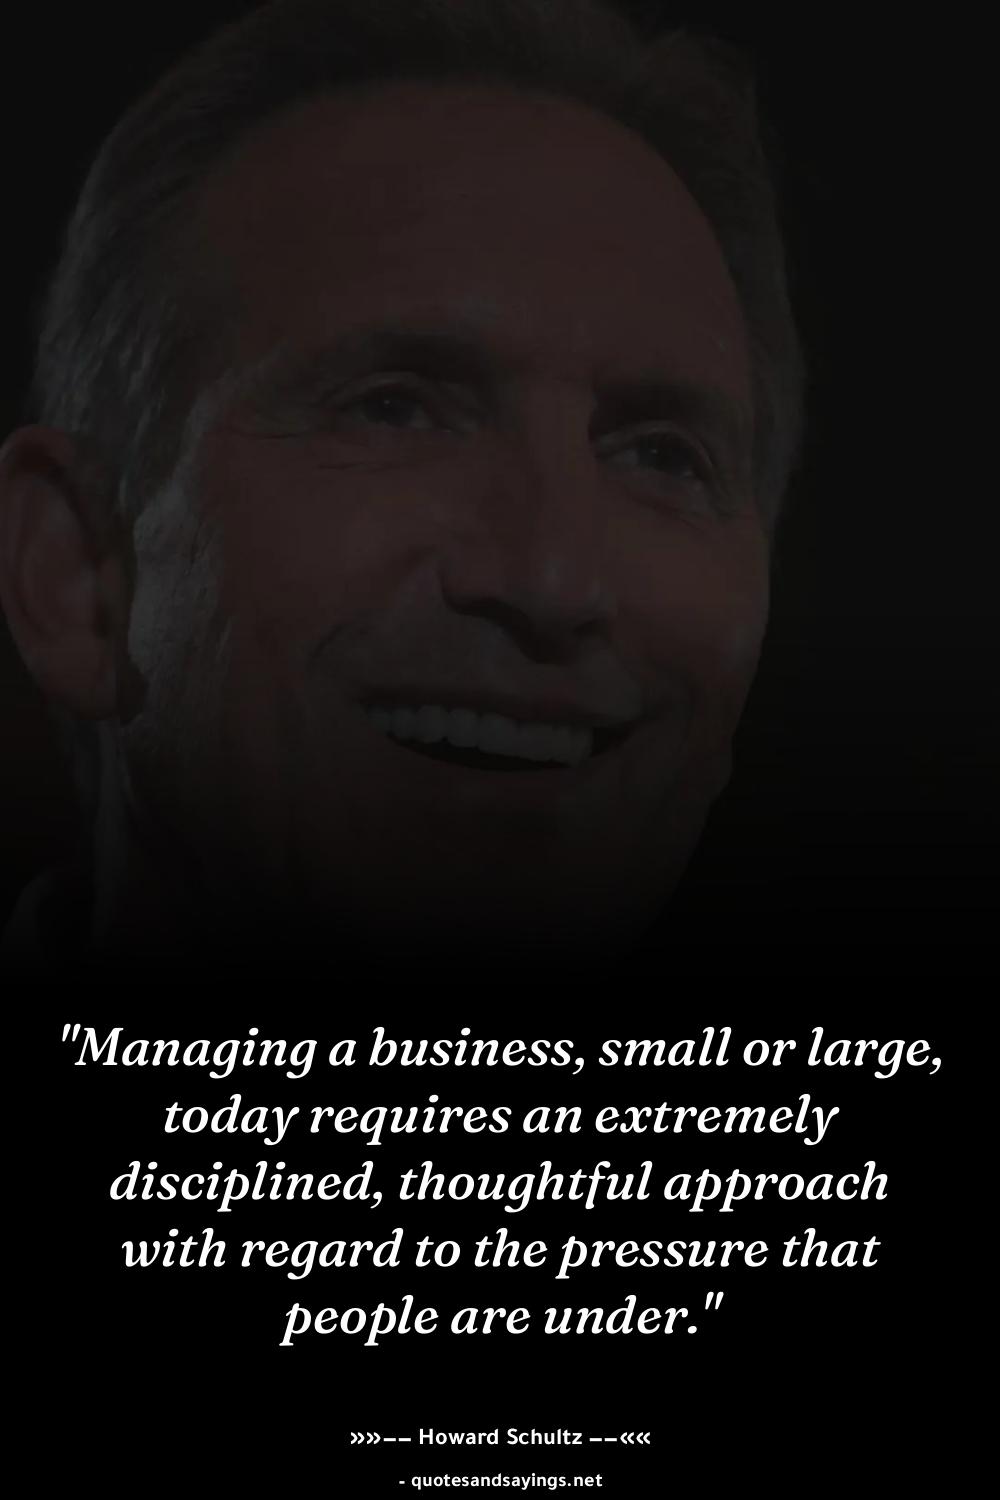 "Managing a business, small or large,
today requires an extremely
disciplined, thoughtful approach
with regard to the pressure that
people are under."
»»–– Howard Schultz ––««
- quotesandsayings.net